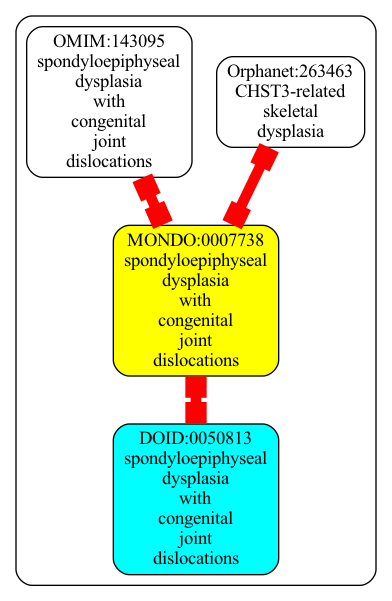 OMIM:143095
spondyloepiphyseal
dysplasia
with
congenital
joint
dislocations
Orphanet:263463
CHST3-related
skeletal
dysplasia
MONDO:0007738
spondyloepiphyseal
dysplasia
with
congenital
joint
dislocations
DOID:0050813
spondyloepiphyseal
dysplasia
with
congenital
joint
dislocations